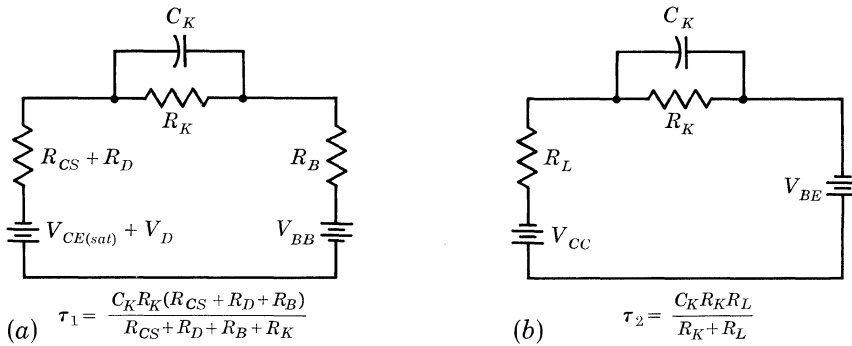 C_K C_K
R_K R_K
R_CS + R_D R_B R_L
V_BE
V_CE(sat) + V_D V_BB V_CC
(a) τ_1 = C_K R_K (R_CS + R_D + R_B) / R_CS + R_D + R_B + R_K
(b) τ_2 = C_K R_K R_L / R_K + R_L